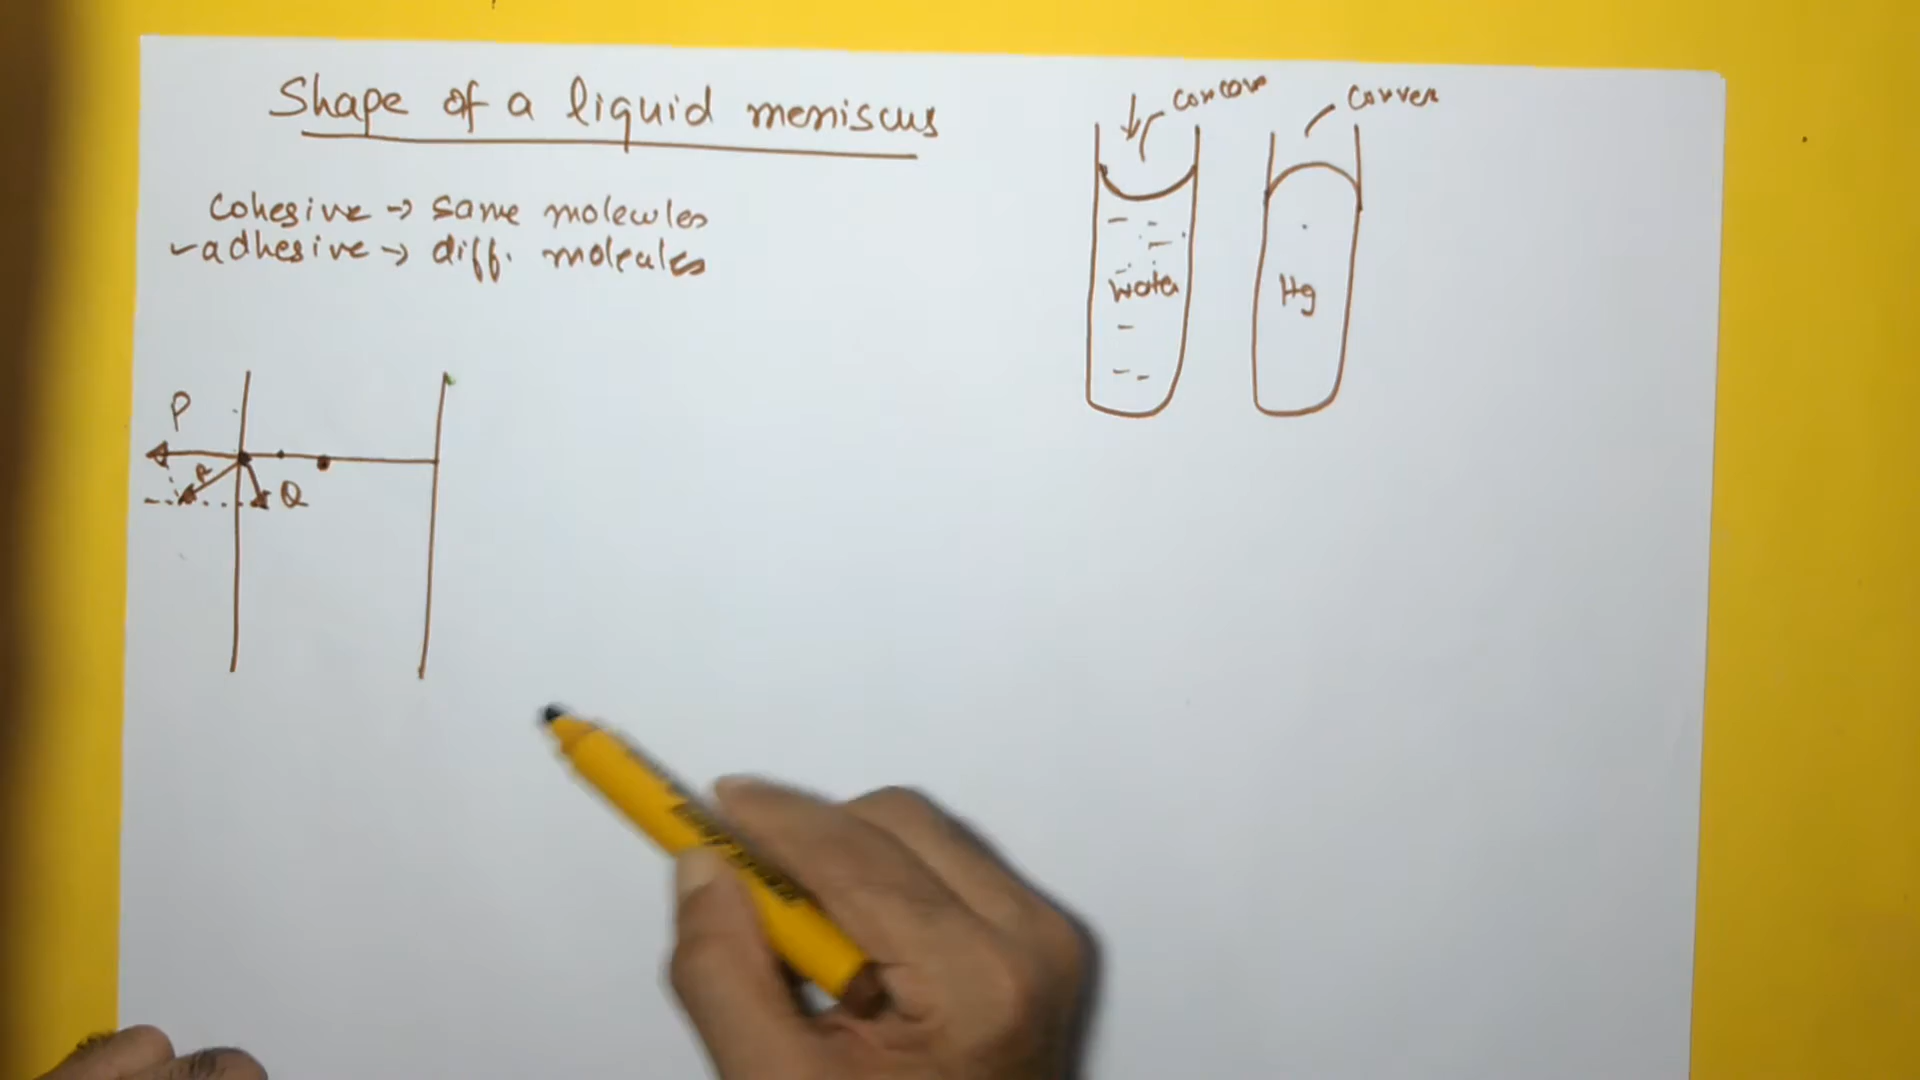 Shape of a liquid meniscus
Cohesive → same molecules
✓adhesive → diff. molecules
concave
convex
water
Hg
P
R
Q